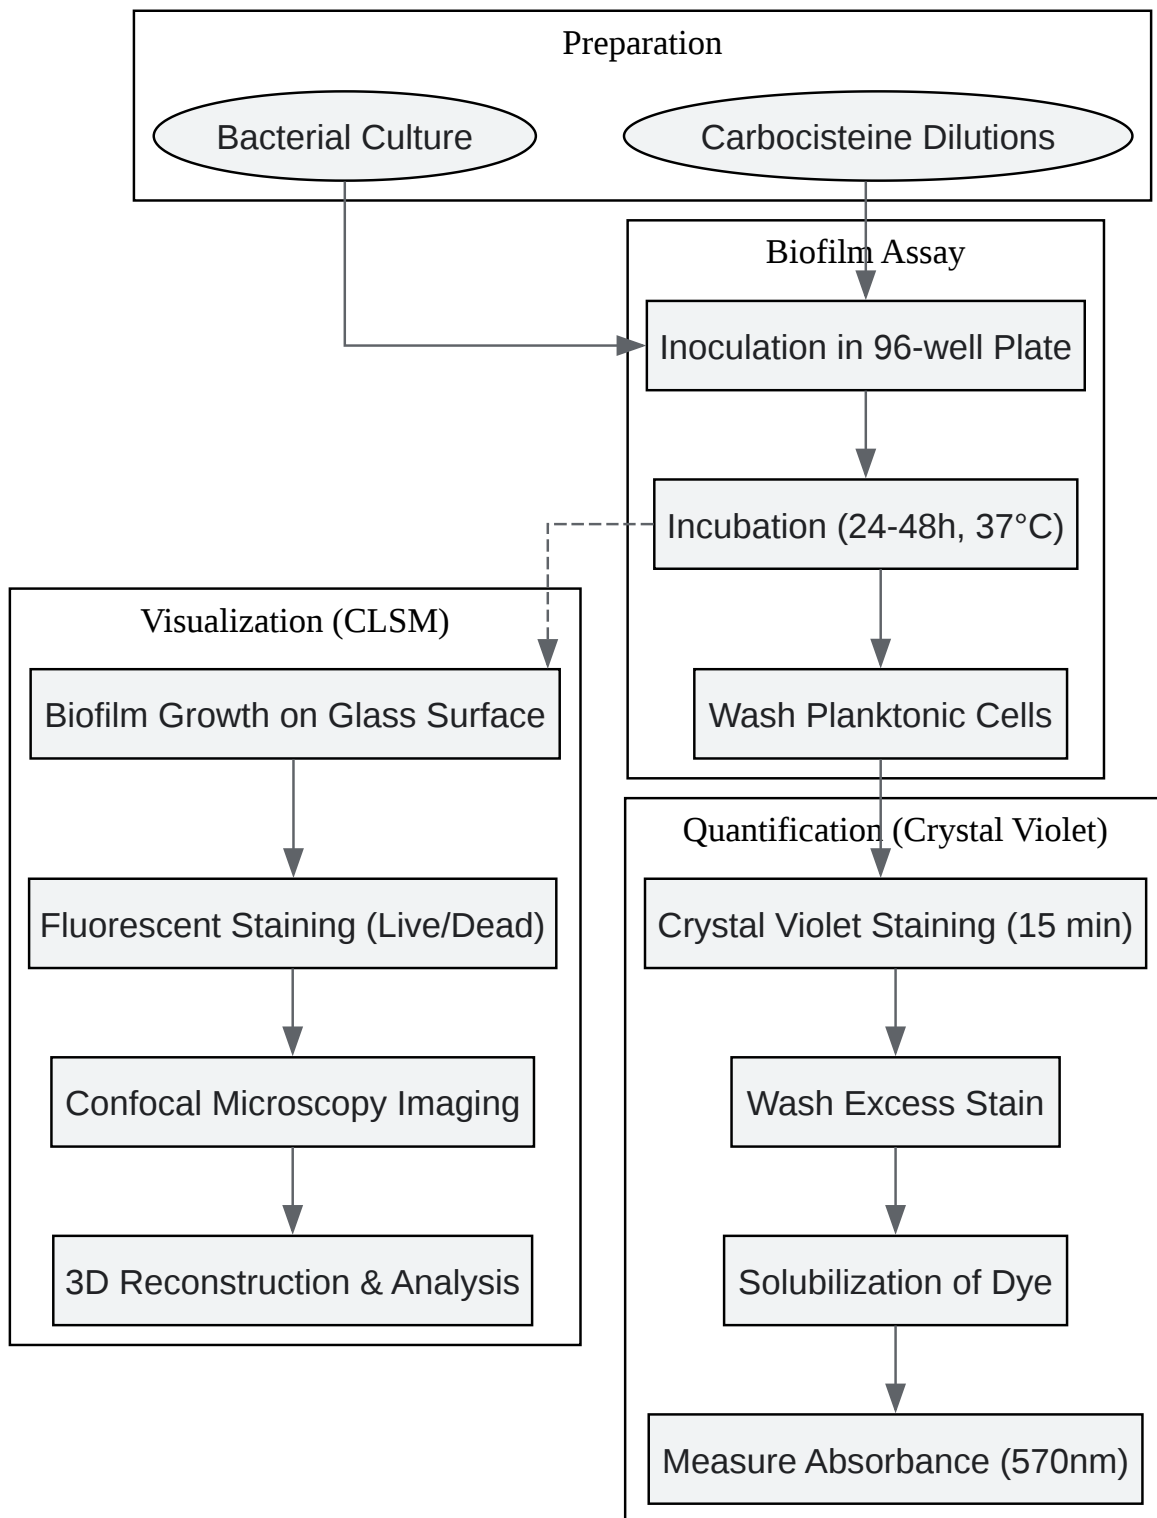 Preparation
Bacterial Culture
Carbocisteine Dilutions
Biofilm Assay
Inoculation in 96-well Plate
Incubation (24-48h, 37°C)
Wash Planktonic Cells
Visualization (CLSM)
Biofilm Growth on Glass Surface
Fluorescent Staining (Live/Dead)
Confocal Microscopy Imaging
3D Reconstruction & Analysis
Quantification (Crystal Violet)
Crystal Violet Staining (15 min)
Wash Excess Stain
Solubilization of Dye
Measure Absorbance (570nm)